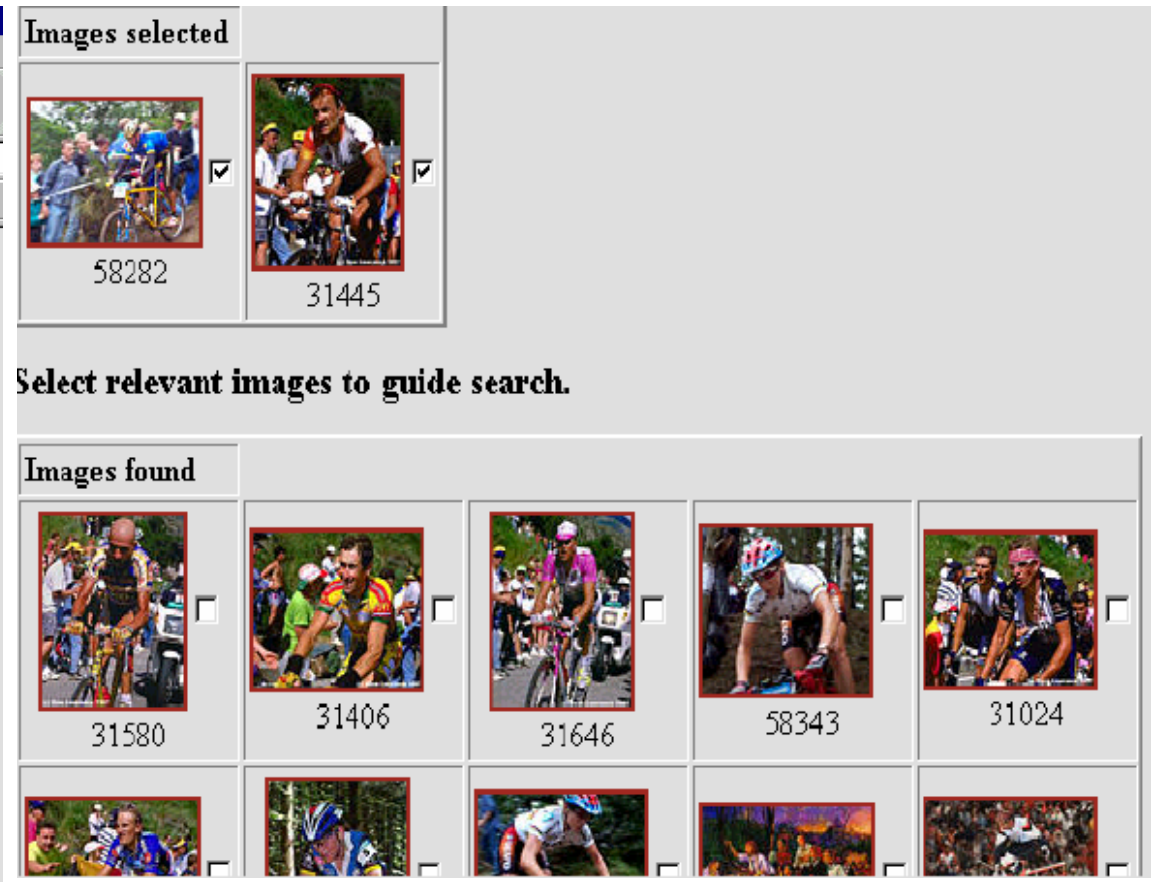 Images selected
58282
31445
Select relevant images to guide search.
Images found
31580
31406
31646
58343
31024